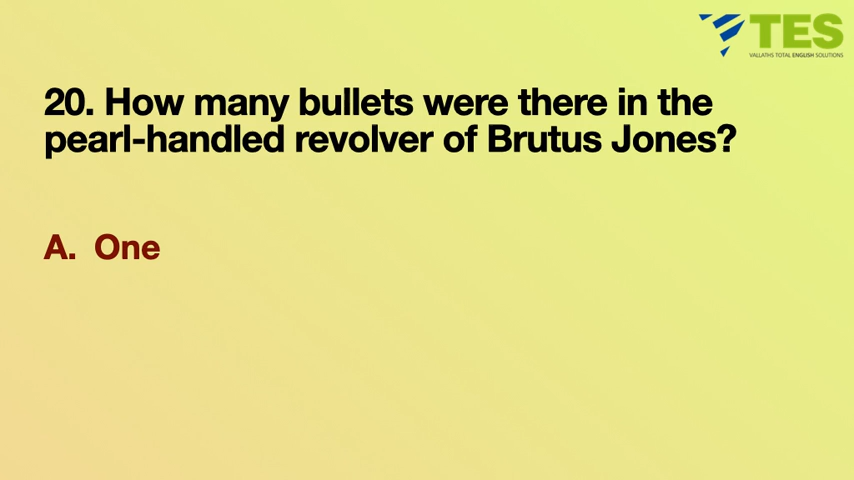 TES
VALLATHS TOTAL ENGLISH SOLUTIONS
20. How many bullets were there in the
pearl-handled revolver of Brutus Jones?
A. One